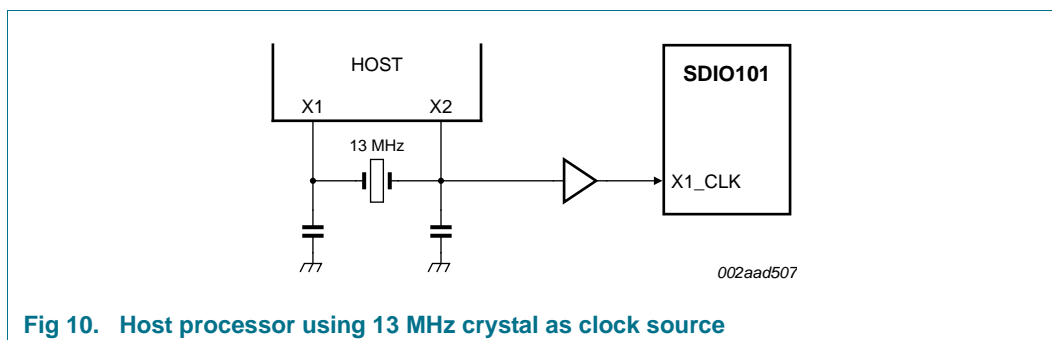 HOST
SDIO101
X1 X2
13 MHz
X1_CLK
002aad507
Fig 10. Host processor using 13 MHz crystal as clock source